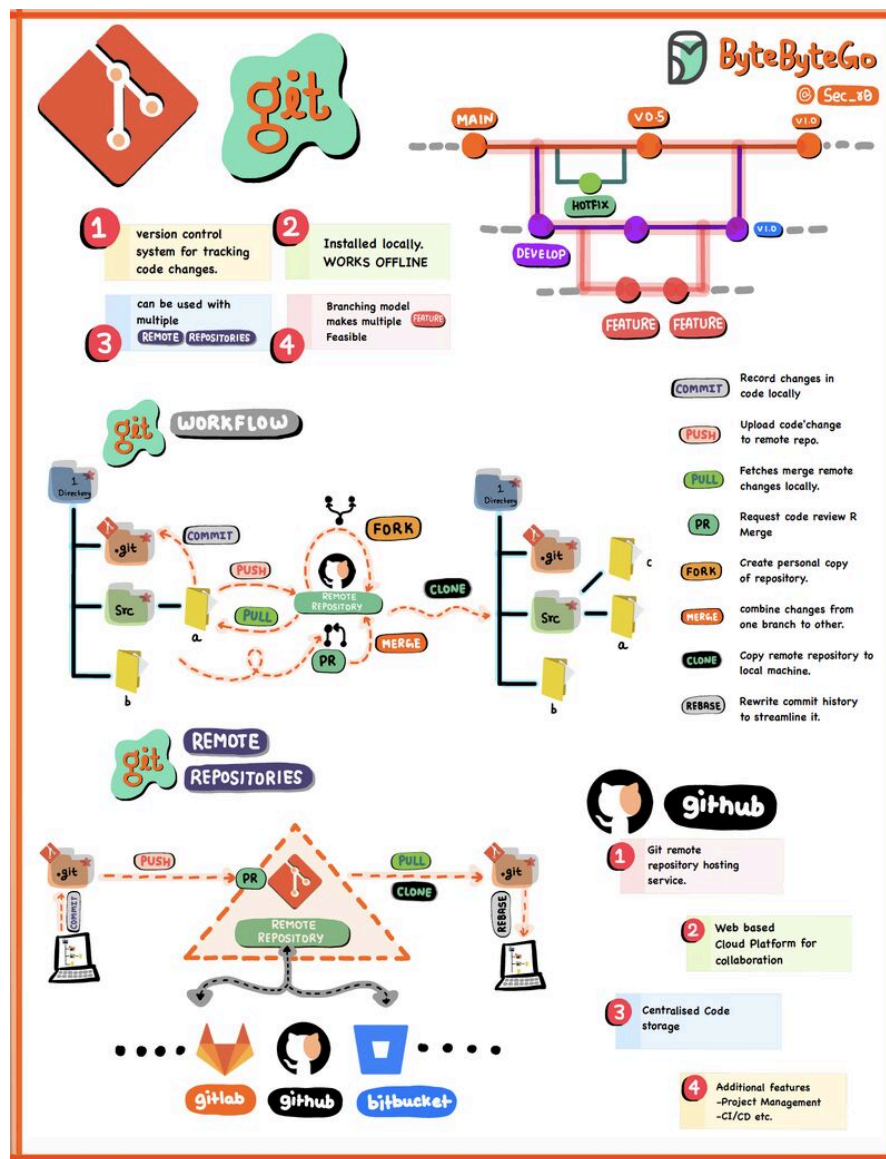 git
ByteByteGo
@ Sec_r0
MAIN
V0.5
V1.0
HOTFIX
DEVELOP
V1.0
FEATURE
FEATURE
1
version control
system for tracking
code changes.
2
Installed locally.
WORKS OFFLINE
3
can be used with
multiple
REMOTE REPOSITORIES
4
Branching model
makes multiple FEATURE
Feasible
COMMIT
Record changes in
code locally
PUSH
Upload code'change
to remote repo.
PULL
Fetches merge remote
changes locally.
PR
Request code review R
Merge
FORK
Create personal copy
of repository.
MERGE
combine changes from
one branch to other.
CLONE
Copy remote repository to
local machine.
REBASE
Rewrite commit history
to streamline it.
git WORKFLOW
1
Directory
.git
COMMIT
Src
a
b
PUSH
PULL
FORK
REMOTE
REPOSITORY
PR
MERGE
CLONE
1
Directory
.git
c
Src
a
b
git REMOTE
REPOSITORIES
.git
COMMIT
PUSH
PR
REMOTE
REPOSITORY
PULL
CLONE
.git
REBASE
gitlab
github
bitbucket
github
1
Git remote
repository hosting
service.
2
Web based
Cloud Platform for
collaboration
3
Centralised Code
storage
4
Additional features
-Project Management
-CI/CD etc.